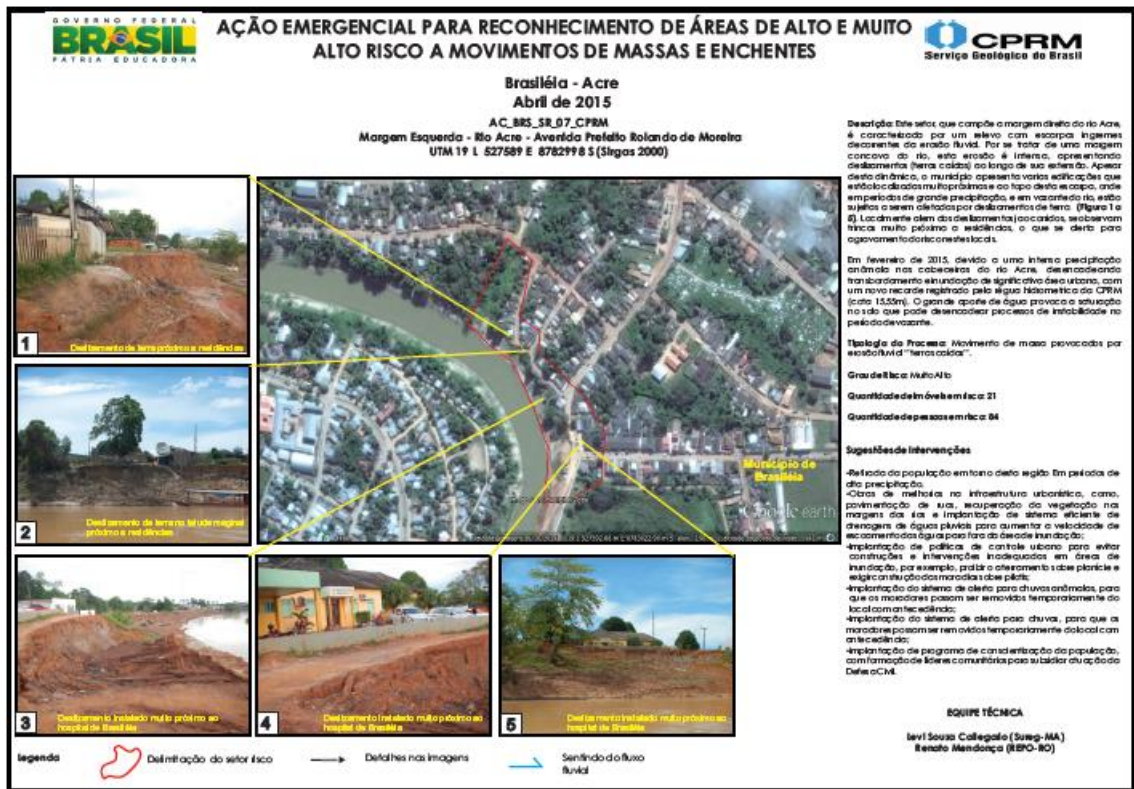 GOVERNO FEDERAL
BRASIL
PÁTRIA EDUCADORA
AÇÃO EMERGENCIAL PARA RECONHECIMENTO DE ÁREAS DE ALTO E MUITO
ALTO RISCO A MOVIMENTOS DE MASSAS E ENCHENTES
CPRM
Serviço Geológico do Brasil
Brasiléia - Acre
Abril de 2015
AC_BRS_SR_07_CPRM
Margem Esquerda - Rio Acre - Avenida Prefeito Rolando de Moreira
UTM 19 L 527589 E 8782998 S (Sirgas 2000)
Descrição: Este setor, que compõe a margem direita do rio Acre,
é caracterizado por um relevo com escarpas ingremes
decorrentes da erosão fluvial. Por se tratar de uma margem
concava do rio, esta erosão é intensa, apresentando
deslizamentos (terras caídas) ao longo de sua extensão. Apesar
desta dinâmica, o município apresenta varias edificações que
estão localizadas muito próximas e ao topo desta escarpa, onde
em períodos de grande precipitação, e em vazante do rio, estão
sujeitas a serem afetadas por deslizamentos de terra. (Figura 1 a
5). Localmente alem dos deslizamentos ja ocorridos, se observam
trincas muito próximo a residências, o que se alerta para
agravamento do risco nestes locais.
Em fevereiro de 2015, devido a uma intensa precipitação
anômala nas cabeceiras do rio Acre, desencadeando
transbordamento e inundação de significativa área urbana, com
um novo recorde registrado pela régua hidrometrica da CPRM
(cota 15,55m). O grande aporte de água provoca a saturação
no solo que pode desencadear processos de instabilidade no
período de vazante.
Tipologia do Processo: Movimento de massa provocados por
erosão fluvial "terras caídas".
Grau de Risco: Muito Alto
Quantidade de imóveis em risco: 21
Quantidade de pessoas em risco: 84
Sugestões de Intervenções
-Retirada da população em torno desta região Em períodos de
alta precipitação.
-Obras de melhorias na infraestrutura urbanística, como,
pavimentação de ruas, recuperação da vegetação nas
margens dos rios e implantação de sistema eficiente de
drenagens de águas pluviais para aumentar a velocidade de
escoamento das águas para fora da área de inundação;
-Implantação de políticas de controle urbano para evitar
construções e intervenções inadequadas em áreas de
inundação, por exemplo, proibir o aterramento sobre planície e
exigir construção das moradias sobre pilotis;
-Implantação do sistema de alerta para chuvas anômalas, para
que os moradores possam ser removidos temporariamente do
local com antecedência;
-Implantação do sistema de alerta para chuvas, para que os
moradores possam ser removidos temporariamente do local com
antecedência;
-Implantação de programa de conscientização da população,
com formação de líderes comunitários para subsidiar atuação da
Defesa Civil.
EQUIPE TÉCNICA
Levi Souza Callegaio (Sureg-MA)
Renato Mendonça (REPO-RO)
1
Deslizamento de terra próximo a residências
2
Deslizamento de terra no talude marginal
próximo a residências
3
Deslizamento instalado muito próximo ao
hospital de Brasiléia
4
Deslizamento instalado muito próximo ao
hospital de Brasiléia
5
Deslizamento instalado muito próximo ao
hospital de Brasiléia
Município de
Brasiléia
Google earth
Legenda
Delimitação do setor risco
Detalhes nas imagens
Sentindo do fluxo
fluvial